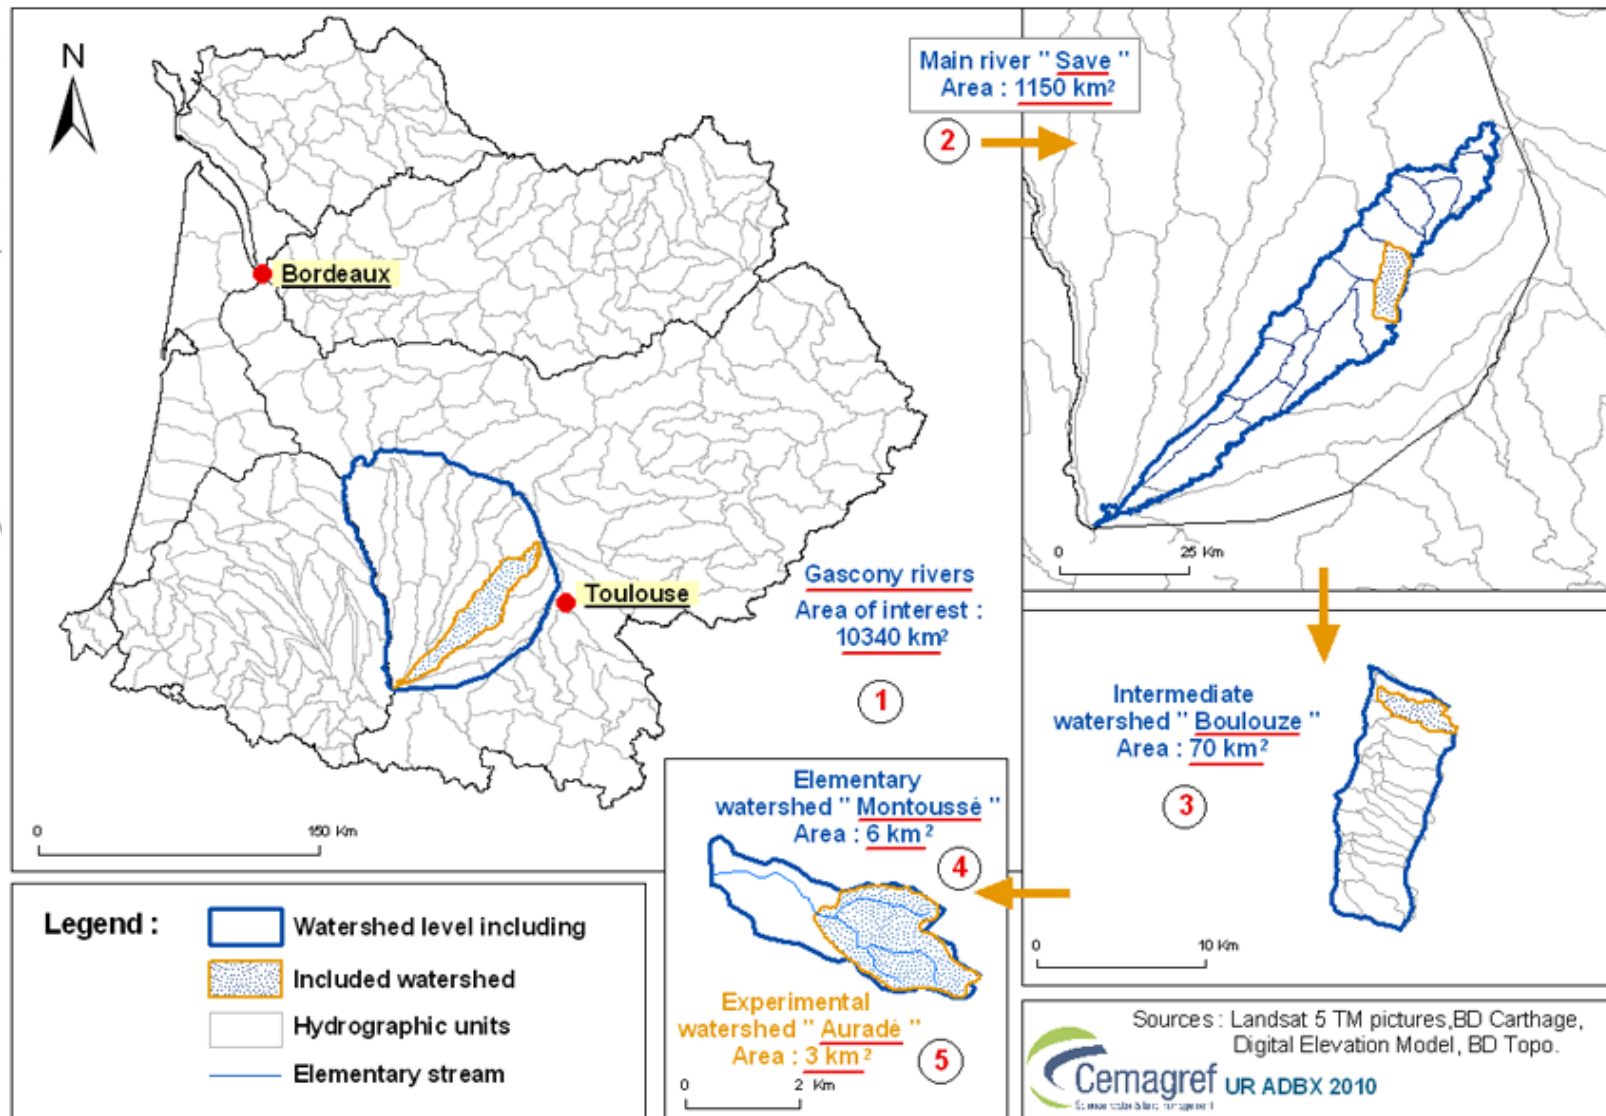 N
Bordeaux
Toulouse
Gascony rivers
Area of interest :
10340 km²
1
0 150 Km
Main river " Save "
Area : 1150 km²
2
0 25 Km
Intermediate
watershed " Boulouze "
Area : 70 km²
3
0 10 Km
Elementary
watershed " Montoussé "
Area : 6 km²
4
Experimental
watershed " Auradé "
Area : 3 km²
5
0 2 Km
Legend :
Watershed level including
Included watershed
Hydrographic units
Elementary stream
Sources : Landsat 5 TM pictures,BD Carthage,
Digital Elevation Model, BD Topo.
Cemagref UR ADBX 2010